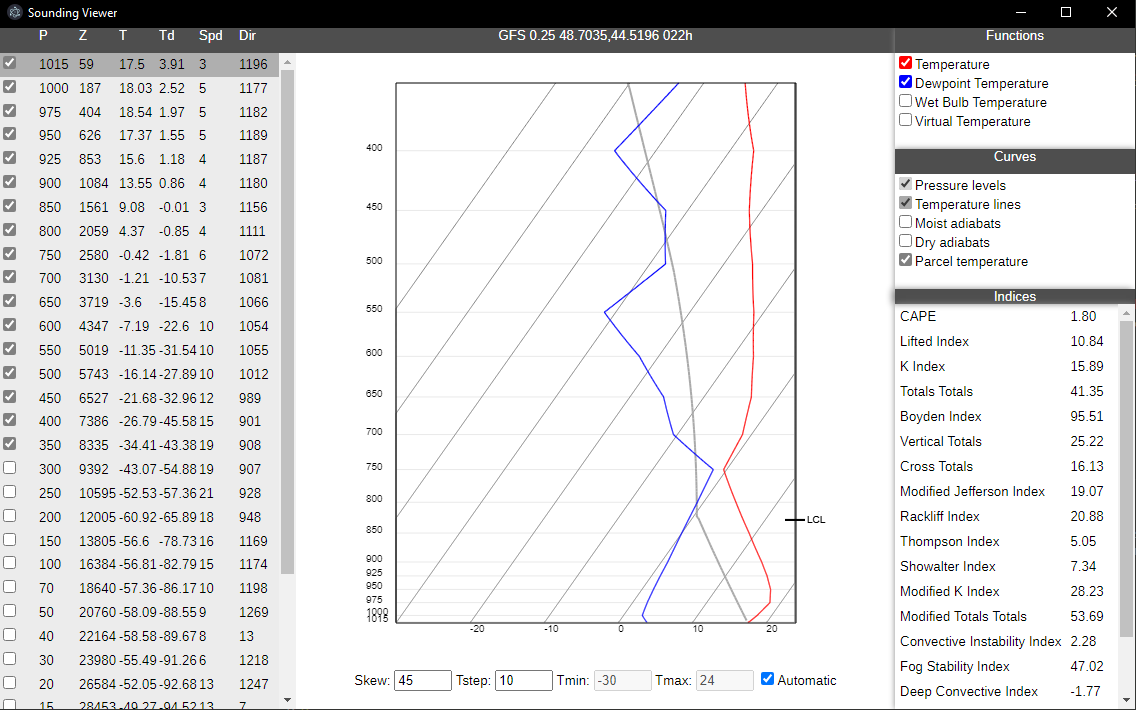 Sounding Viewer
P Z T Td Spd Dir
1015 59 17.5 3.91 3 1196
1000 187 18.03 2.52 5 1177
975 404 18.54 1.97 5 1182
950 626 17.37 1.55 5 1189
925 853 15.6 1.18 4 1187
900 1084 13.55 0.86 4 1180
850 1561 9.08 -0.01 3 1156
800 2059 4.37 -0.85 4 1111
750 2580 -0.42 -1.81 6 1072
700 3130 -1.21 -10.53 7 1081
650 3719 -3.6 -15.45 8 1066
600 4347 -7.19 -22.6 10 1054
550 5019 -11.35 -31.54 10 1055
500 5743 -16.14 -27.89 10 1012
450 6527 -21.68 -32.96 12 989
400 7386 -26.79 -45.58 15 901
350 8335 -34.41 -43.38 19 908
300 9392 -43.07 -54.88 19 907
250 10595 -52.53 -57.36 21 928
200 12005 -60.92 -65.89 18 948
150 13805 -56.6 -78.73 16 1169
100 16384 -56.81 -82.79 15 1174
70 18640 -57.36 -86.17 10 1198
50 20760 -58.09 -88.55 9 1269
40 22164 -58.58 -89.67 8 13
30 23980 -55.49 -91.26 6 1218
20 26584 -52.05 -92.68 13 1247
15 28453 -49.27 -94.52 13 7
GFS 0.25 48.7035,44.5196 022h
400
450
500
550
600
650
700
750
800
850
900
925
950
975
1000
1015
LCL
-20 -10 0 10 20
Skew: 45 Tstep: 10 Tmin: -30 Tmax: 24 Automatic
Functions
Temperature
Dewpoint Temperature
Wet Bulb Temperature
Virtual Temperature
Curves
Pressure levels
Temperature lines
Moist adiabats
Dry adiabats
Parcel temperature
Indices
CAPE 1.80
Lifted Index 10.84
K Index 15.89
Totals Totals 41.35
Boyden Index 95.51
Vertical Totals 25.22
Cross Totals 16.13
Modified Jefferson Index 19.07
Rackliff Index 20.88
Thompson Index 5.05
Showalter Index 7.34
Modified K Index 28.23
Modified Totals Totals 53.69
Convective Instability Index 2.28
Fog Stability Index 47.02
Deep Convective Index -1.77